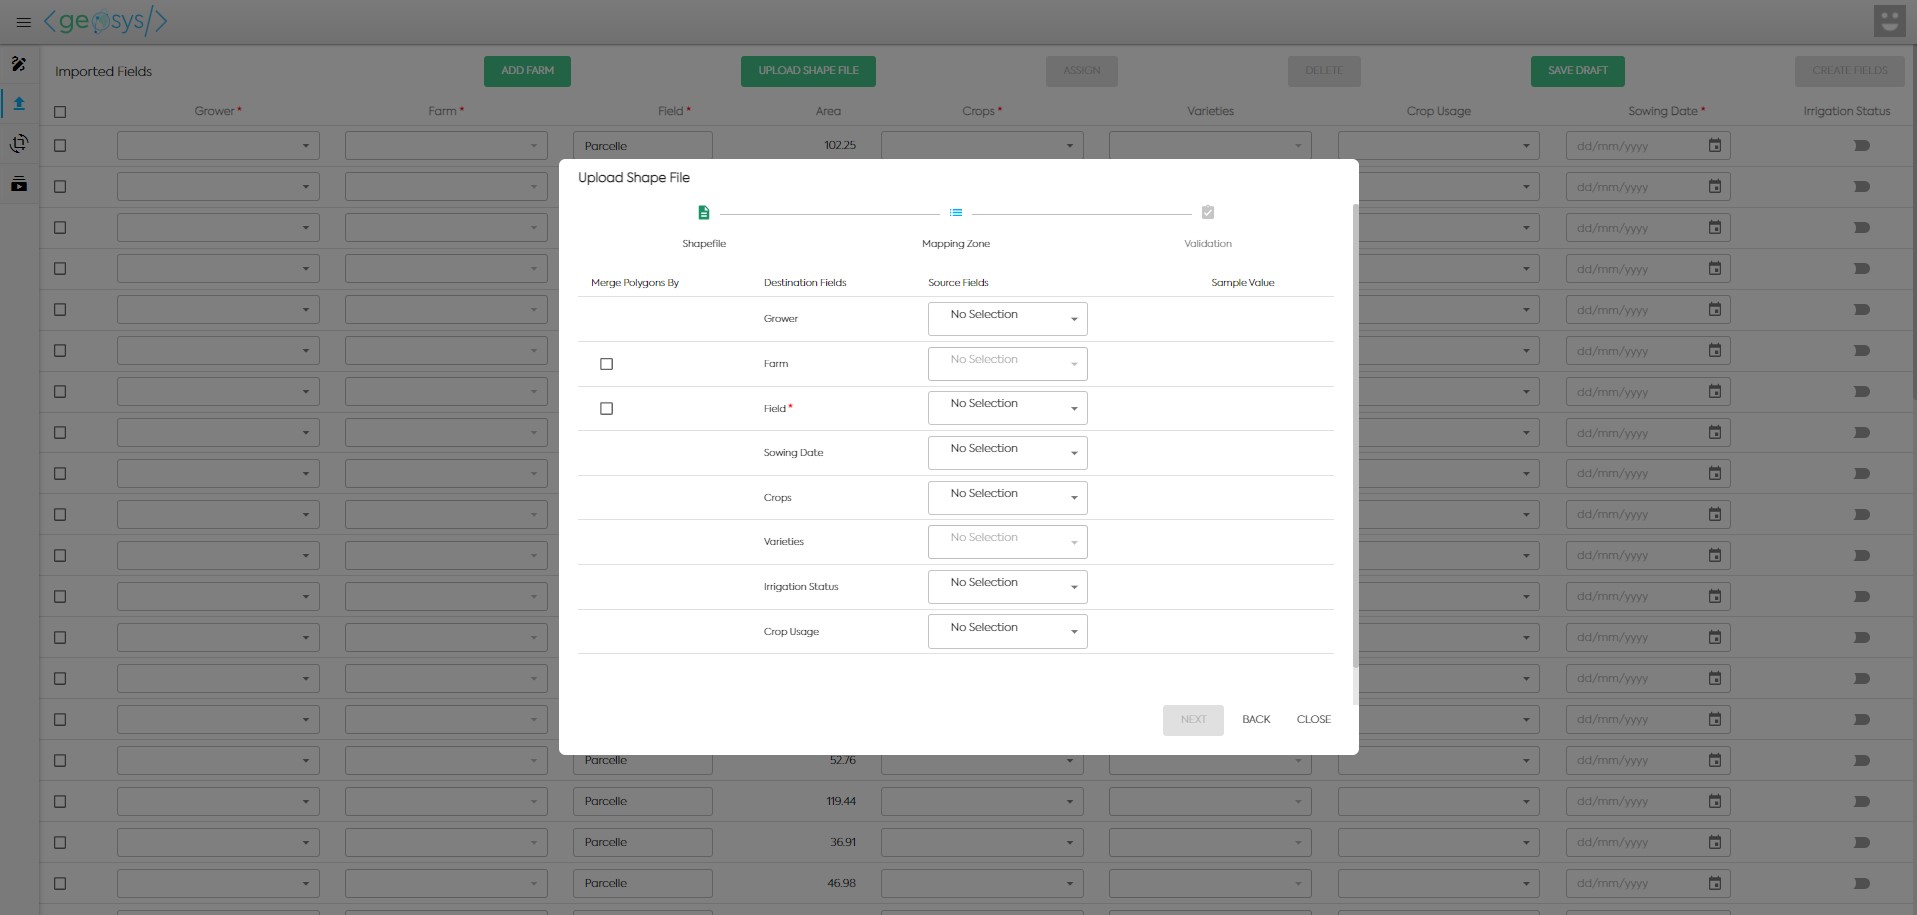 <geosys/>
Imported Fields
ADD FARM
UPLOAD SHAPE FILE
ASSIGN
DELETE
SAVE DRAFT
CREATE FIELDS
Grower * Farm * Field * Area Crops * Varieties Crop Usage Sowing Date * Irrigation Status
Parcelle 102.25 dd/mm/yyyy
Upload Shape File
Shapefile
Mapping Zone
Validation
Merge Polygons By Destination Fields Source Fields Sample Value
Grower No Selection
Farm No Selection
Field * No Selection
Sowing Date No Selection
Crops No Selection
Varieties No Selection
Irrigation Status No Selection
Crop Usage No Selection
NEXT BACK CLOSE
dd/mm/yyyy
dd/mm/yyyy
dd/mm/yyyy
dd/mm/yyyy
dd/mm/yyyy
dd/mm/yyyy
dd/mm/yyyy
dd/mm/yyyy
dd/mm/yyyy
dd/mm/yyyy
dd/mm/yyyy
dd/mm/yyyy
dd/mm/yyyy
dd/mm/yyyy
Parcelle 52.76 dd/mm/yyyy
Parcelle 119.44 dd/mm/yyyy
Parcelle 36.91 dd/mm/yyyy
Parcelle 46.98 dd/mm/yyyy